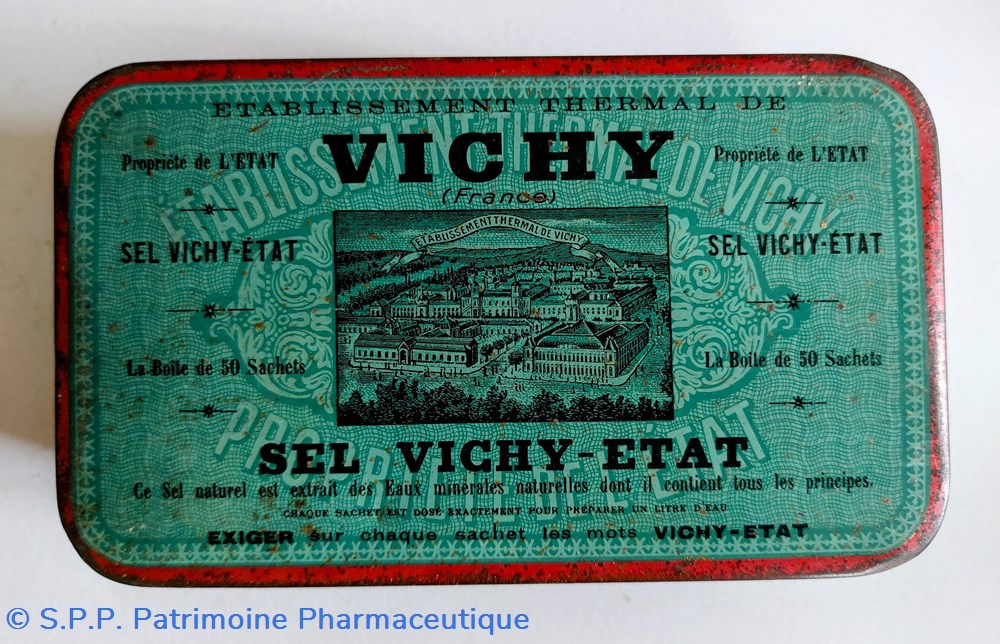 ETABLISSEMENT THERMAL DE
VICHY
(France)
Propriété de L'ETAT
SEL VICHY-ÉTAT
La Boîte de 50 Sachets
ETABLISSEMENT THERMAL DE VICHY
Propriété de L'ETAT
SEL VICHY-ÉTAT
La Boîte de 50 Sachets
ÉTABLISSEMENT THERMAL DE VICHY
PROPRIÉTÉ DE L'ÉTAT
SEL VICHY-ETAT
Ce Sel naturel est extrait des Eaux minérales naturelles dont il contient tous les principes.
CHAQUE SACHET EST DOSÉ EXACTEMENT POUR PRÉPARER UN LITRE D'EAU
EXIGER sur chaque sachet les mots VICHY-ETAT
© S.P.P. Patrimoine Pharmaceutique